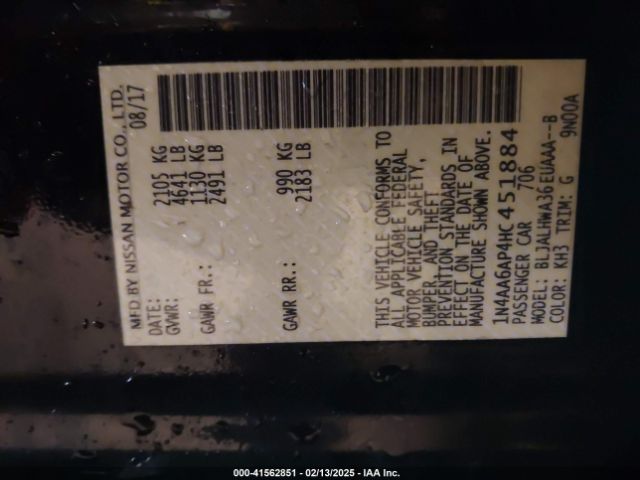 MFD BY NISSAN MOTOR CO., LTD.
DATE: 08/17
GVWR: 2105 KG
4641 LB
GAWR FR.: 1130 KG
2491 LB
GAWR RR.: 990 KG
2183 LB
THIS VEHICLE CONFORMS TO
ALL APPLICABLE FEDERAL
MOTOR VEHICLE SAFETY,
BUMPER, AND THEFT
PREVENTION STANDARDS IN
EFFECT ON THE DATE OF
MANUFACTURE SHOWN ABOVE.
1N4AA6AP4HC451884
PASSENGER CAR 706
MODEL: BLJALHWA36EUAAA--B
COLOR: KH3 TRIM: G 9N00A
000-41562851 - 02/13/2025 - IAA Inc.